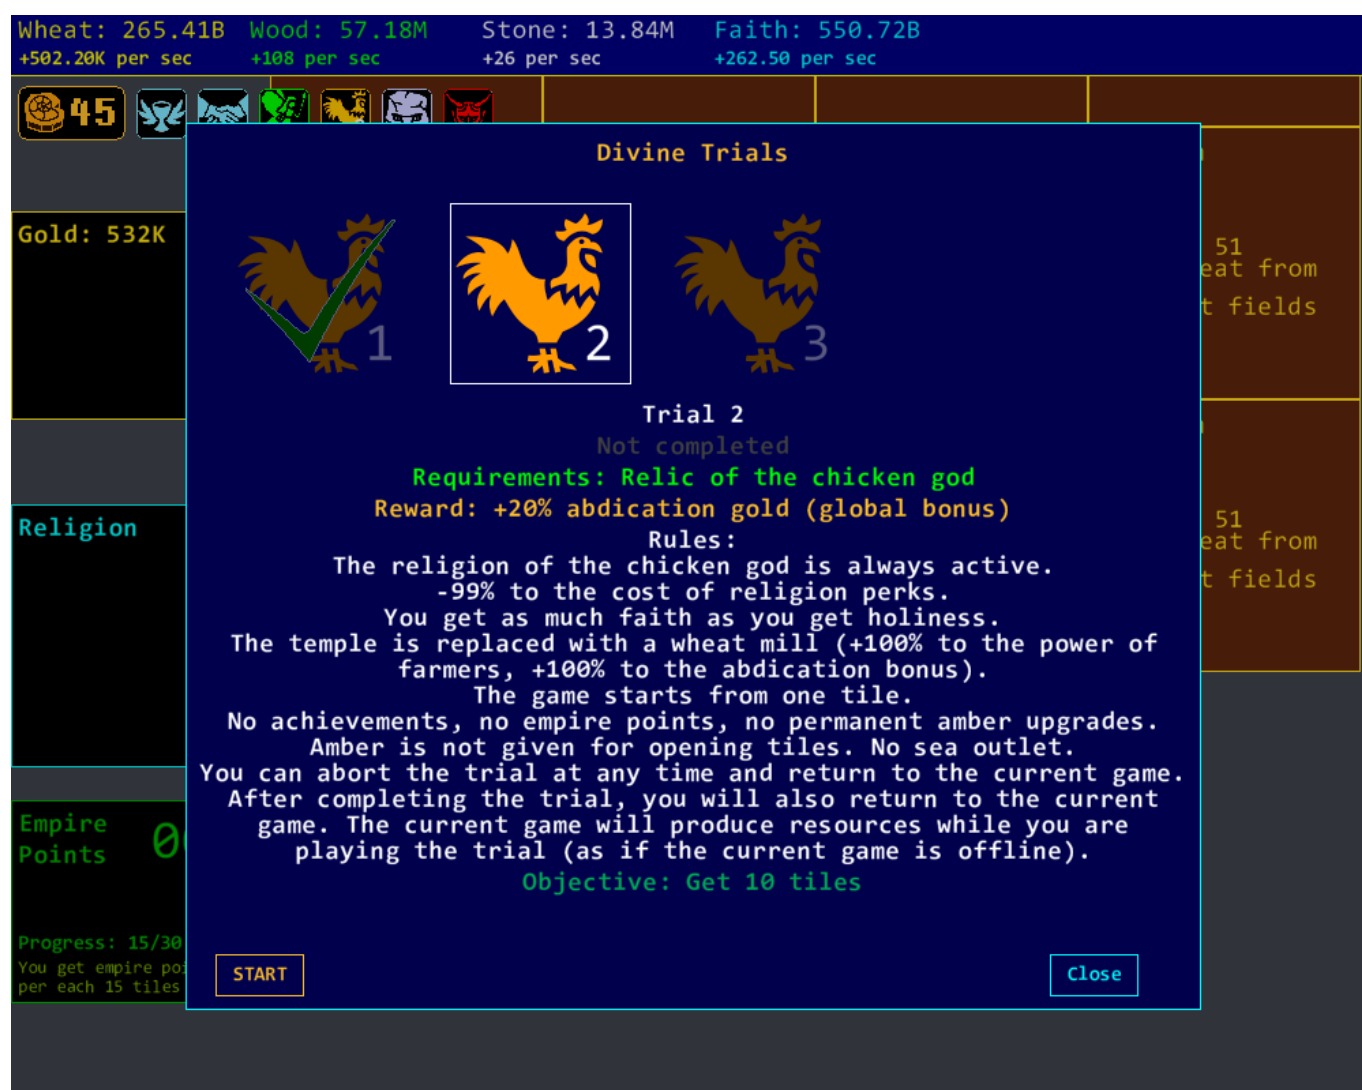 Wheat: 265.41B Wood: 57.18M Stone: 13.84M Faith: 550.72B
+502.20K per sec +108 per sec +26 per sec +262.50 per sec
45
Divine Trials
Gold: 532K
1 2 3
51
eat from
t fields
Trial 2
Not completed
Requirements: Relic of the chicken god
Reward: +20% abdication gold (global bonus)
Religion
51
eat from
t fields
Rules:
The religion of the chicken god is always active.
-99% to the cost of religion perks.
You get as much faith as you get holiness.
The temple is replaced with a wheat mill (+100% to the power of
farmers, +100% to the abdication bonus).
The game starts from one tile.
No achievements, no empire points, no permanent amber upgrades.
Amber is not given for opening tiles. No sea outlet.
You can abort the trial at any time and return to the current game.
After completing the trial, you will also return to the current
game. The current game will produce resources while you are
playing the trial (as if the current game is offline).
Objective: Get 10 tiles
Empire
Points 0
Progress: 15/30
You get empire poi
per each 15 tiles
START
Close